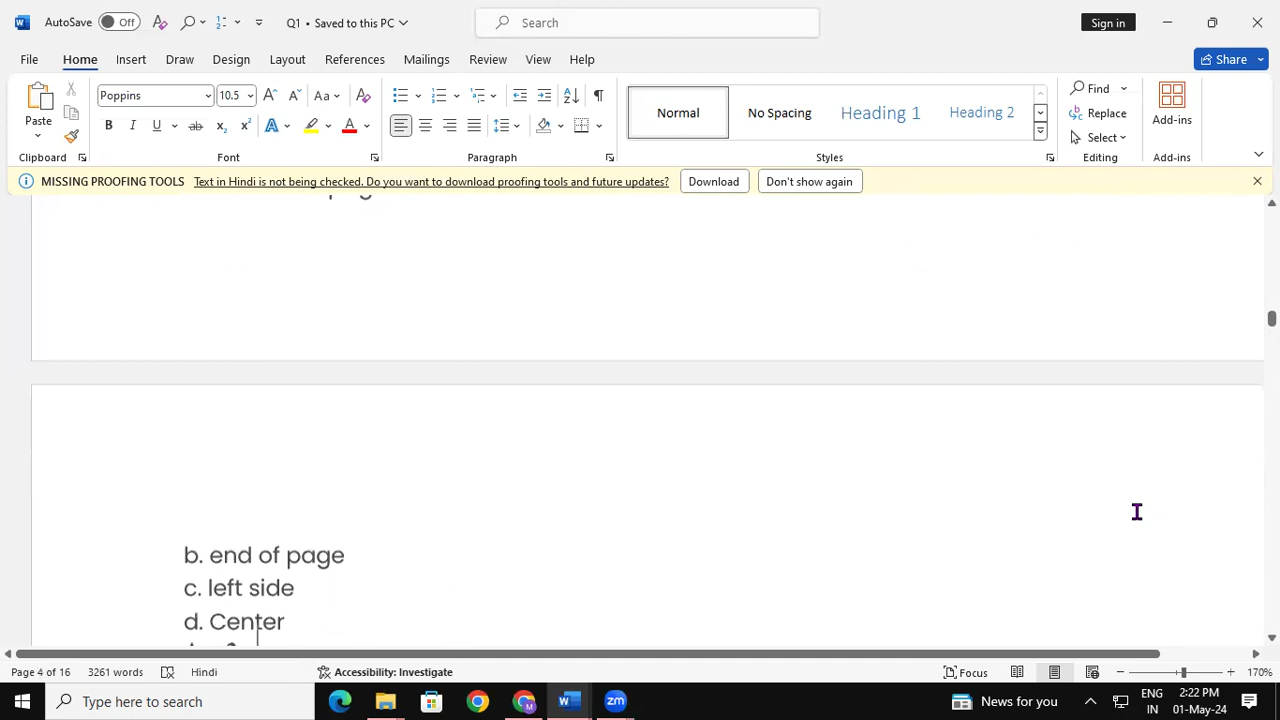 AutoSave Off Q1 • Saved to this PC Search Sign in
File Home Insert Draw Design Layout References Mailings Review View Help Share
Poppins 10.5 Aa Normal No Spacing Heading 1 Heading 2 Find
Paste Replace
B I U ab x₂ x² A A Select Add-ins
Clipboard Font Paragraph Styles Editing Add-ins
MISSING PROOFING TOOLS Text in Hindi is not being checked. Do you want to download proofing tools and future updates? Download Don't show again
b. end of page
c. left side
d. Center
Page 4 of 16 3261 words Hindi Accessibility: Investigate Focus 170%
Type here to search News for you ENG IN 2:22 PM 01-May-24